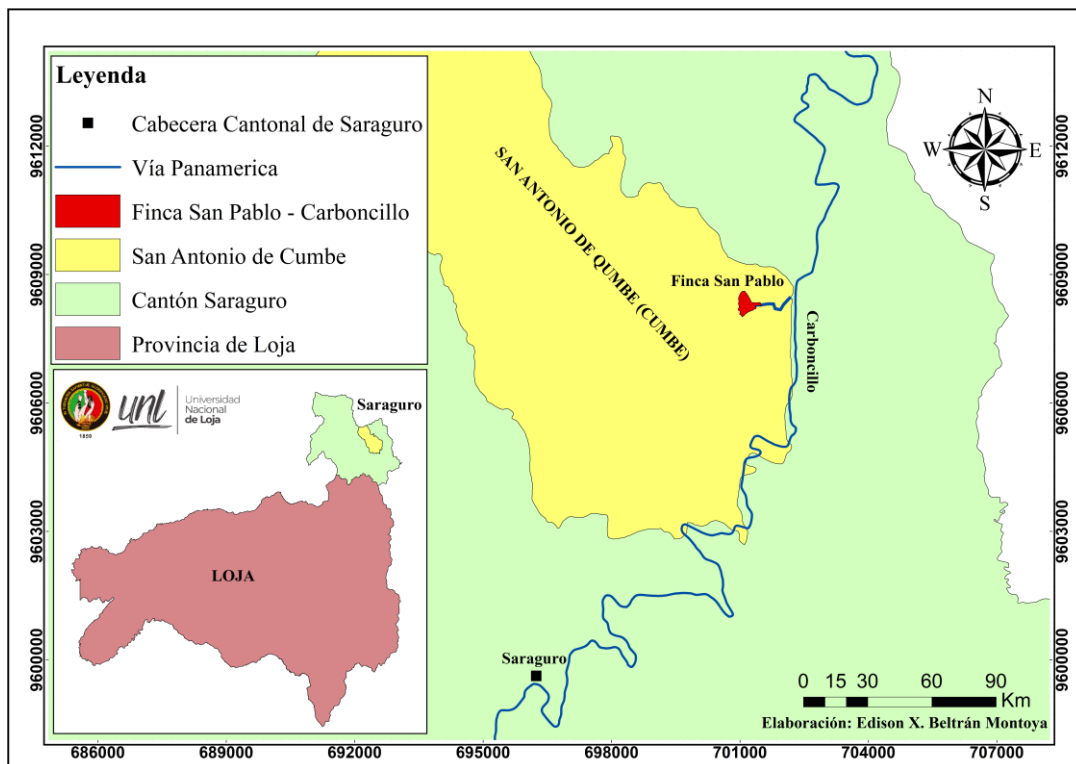 Leyenda
Cabecera Cantonal de Saraguro
Vía Panamerica
Finca San Pablo - Carboncillo
San Antonio de Cumbe
Cantón Saraguro
Provincia de Loja
1859
unl
Universidad
Nacional
de Loja
Saraguro
LOJA
SAN ANTONIO DE QUMBE (CUMBE)
Finca San Pablo
Carboncillo
Saraguro
N
W E
S
0 15 30 60 90
Km
Elaboración: Edison X. Beltrán Montoya
9612000
9609000
9606000
9603000
9600000
9612000
9609000
9606000
9603000
9600000
686000 689000 692000 695000 698000 701000 704000 707000